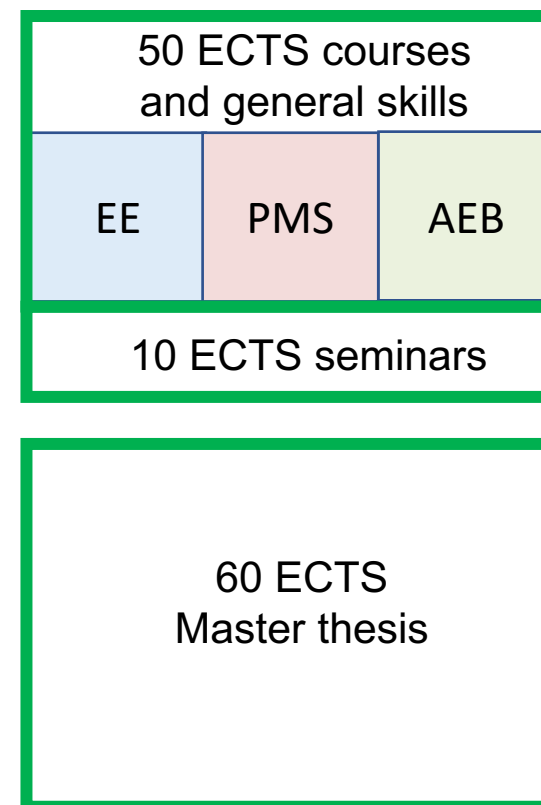 50 ECTS courses
and general skills
EE PMS AEB
10 ECTS seminars
60 ECTS
Master thesis